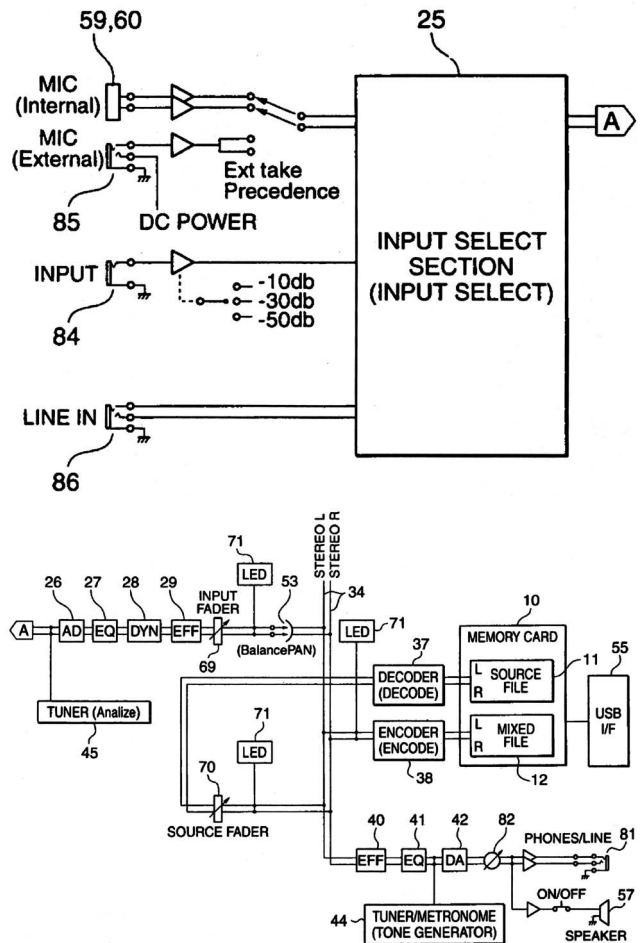 59,60
25
MIC
(Internal)
A
MIC
(External)
Ext take
Precedence
85
DC POWER
INPUT SELECT
SECTION
(INPUT SELECT)
INPUT
-10db
-30db
-50db
84
LINE IN
86
STEREO L
STEREO R
71
26
27
28
29
INPUT
FADER
LED
53
34
71
10
A
AD
EQ
DYN
EFF
LED
37
MEMORY CARD
11
55
69
(BalancePAN)
DECODER
(DECODE)
L
R
SOURCE
FILE
USB
I/F
TUNER (Analize)
45
71
LED
ENCODER
(ENCODE)
L
R
MIXED
FILE
70
38
12
SOURCE FADER
40
41
42
82
PHONES/LINE
81
EFF
EQ
DA
ON/OFF
57
44
TUNER/METRONOME
(TONE GENERATOR)
SPEAKER